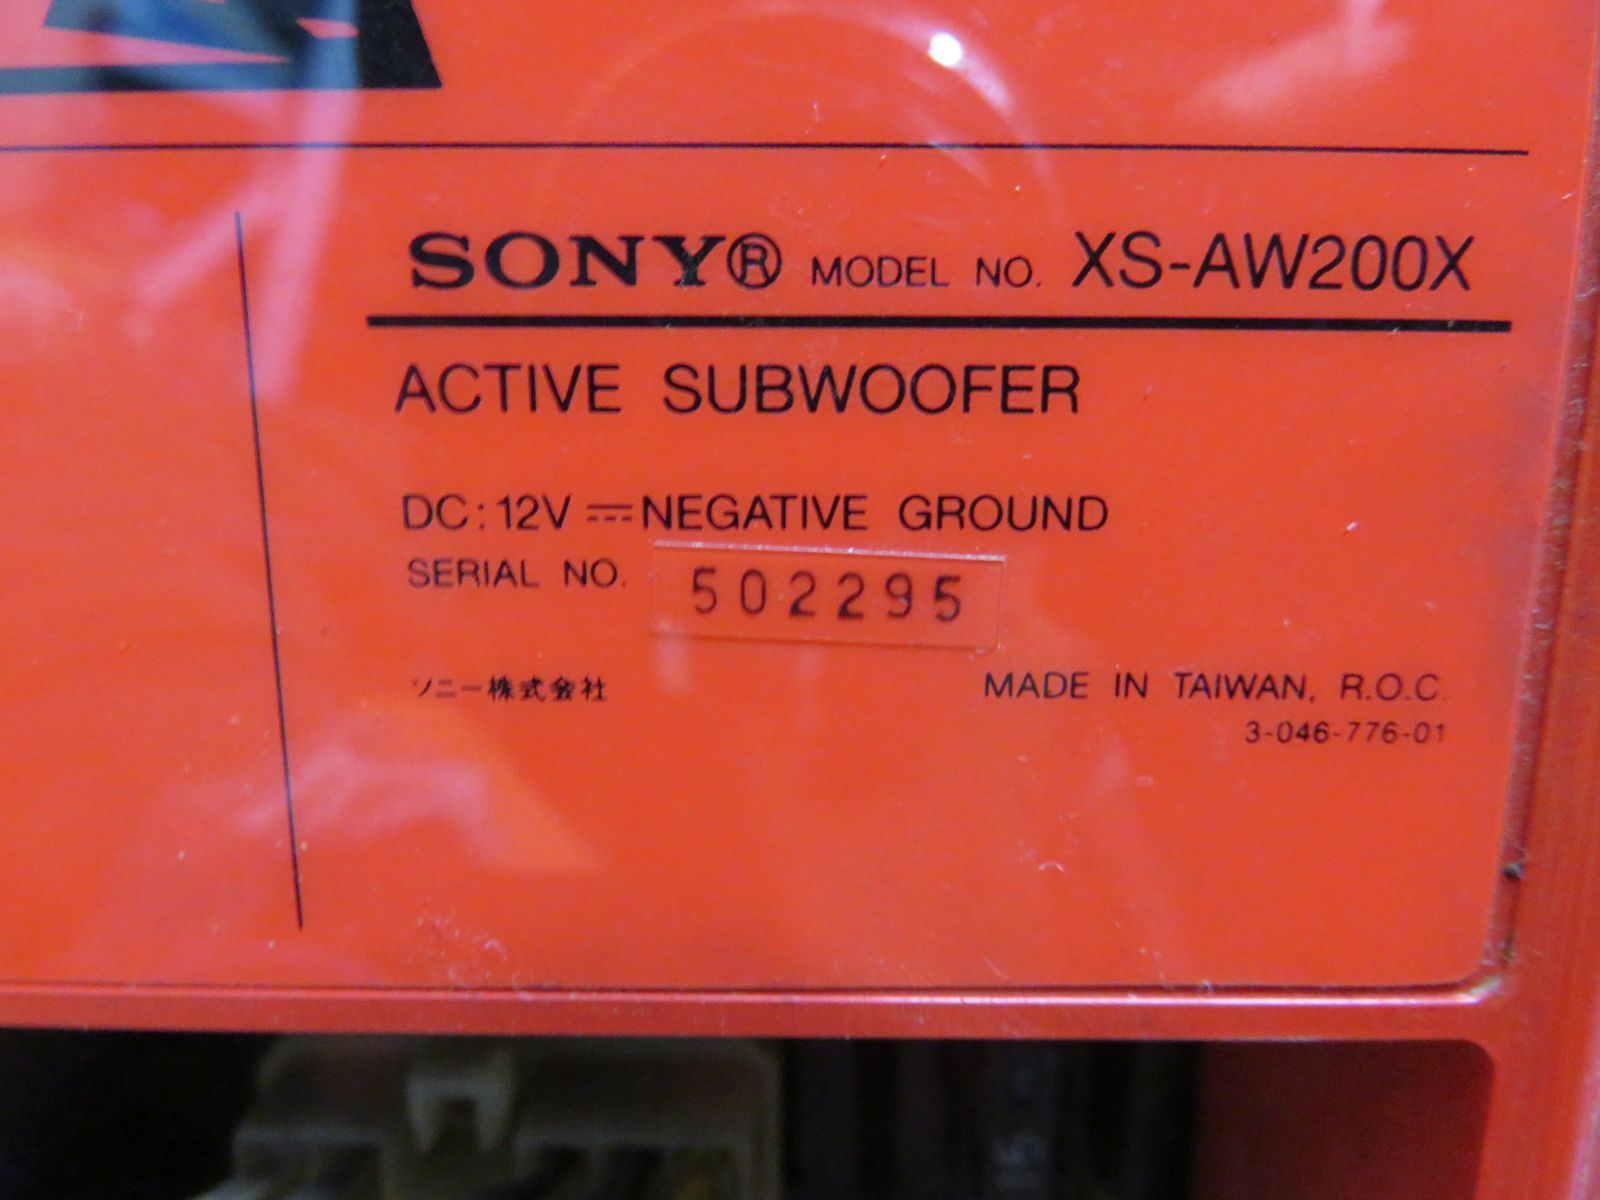 SONY® MODEL NO. XS-AW200X
ACTIVE SUBWOOFER
DC: 12V ⎓ NEGATIVE GROUND
SERIAL NO. 502295
ソニー株式会社
MADE IN TAIWAN, R.O.C.
3-046-776-01